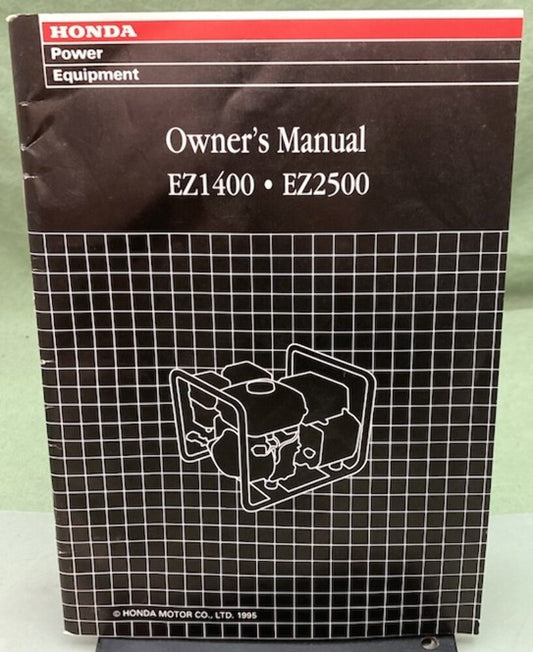 HONDA
Power
Equipment
Owner's Manual
EZ1400 • EZ2500
© HONDA MOTOR CO., LTD. 1995